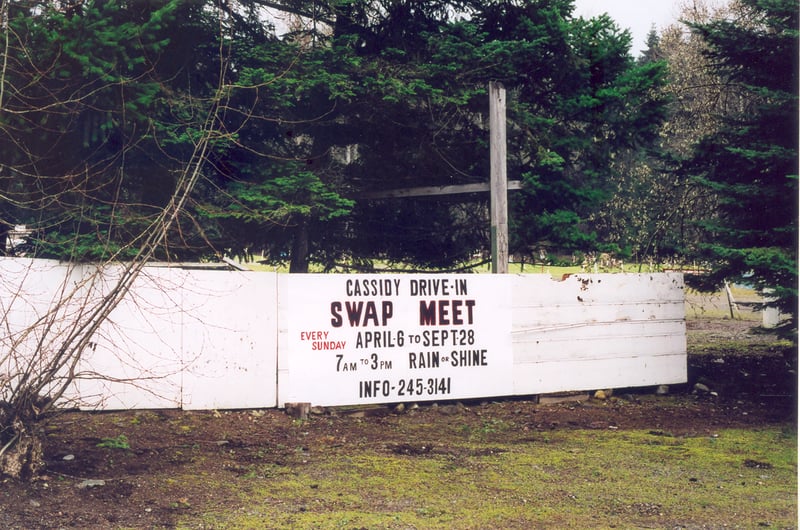 CASSIDY DRIVE-IN
SWAP MEET
EVERY SUNDAY APRIL-6 TO SEPT-28
7AM TO 3PM RAIN OR SHINE
INFO-245-3141